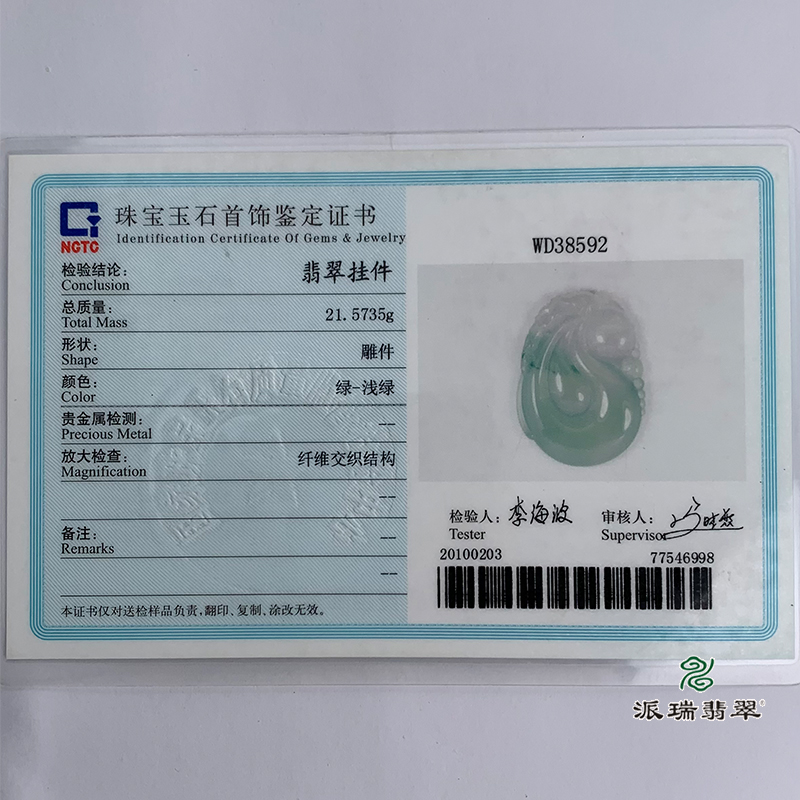 NGTC
珠宝玉石首饰鉴定证书
Identification Certificate Of Gems & Jewelry
检验结论: 翡翠挂件
Conclusion
总质量: 21.5735g
Total Mass
形状: 雕件
Shape
颜色: 绿-浅绿
Color
贵金属检测: --
Precious Metal
放大检查: 纤维交织结构
Magnification
--
备注: --
Remarks
--
本证书仅对送检样品负责,翻印、复制、涂改无效。
WD38592
检验人: 李海波
Tester
审核人:
Supervisor
20100203
77546998
派瑞翡翠